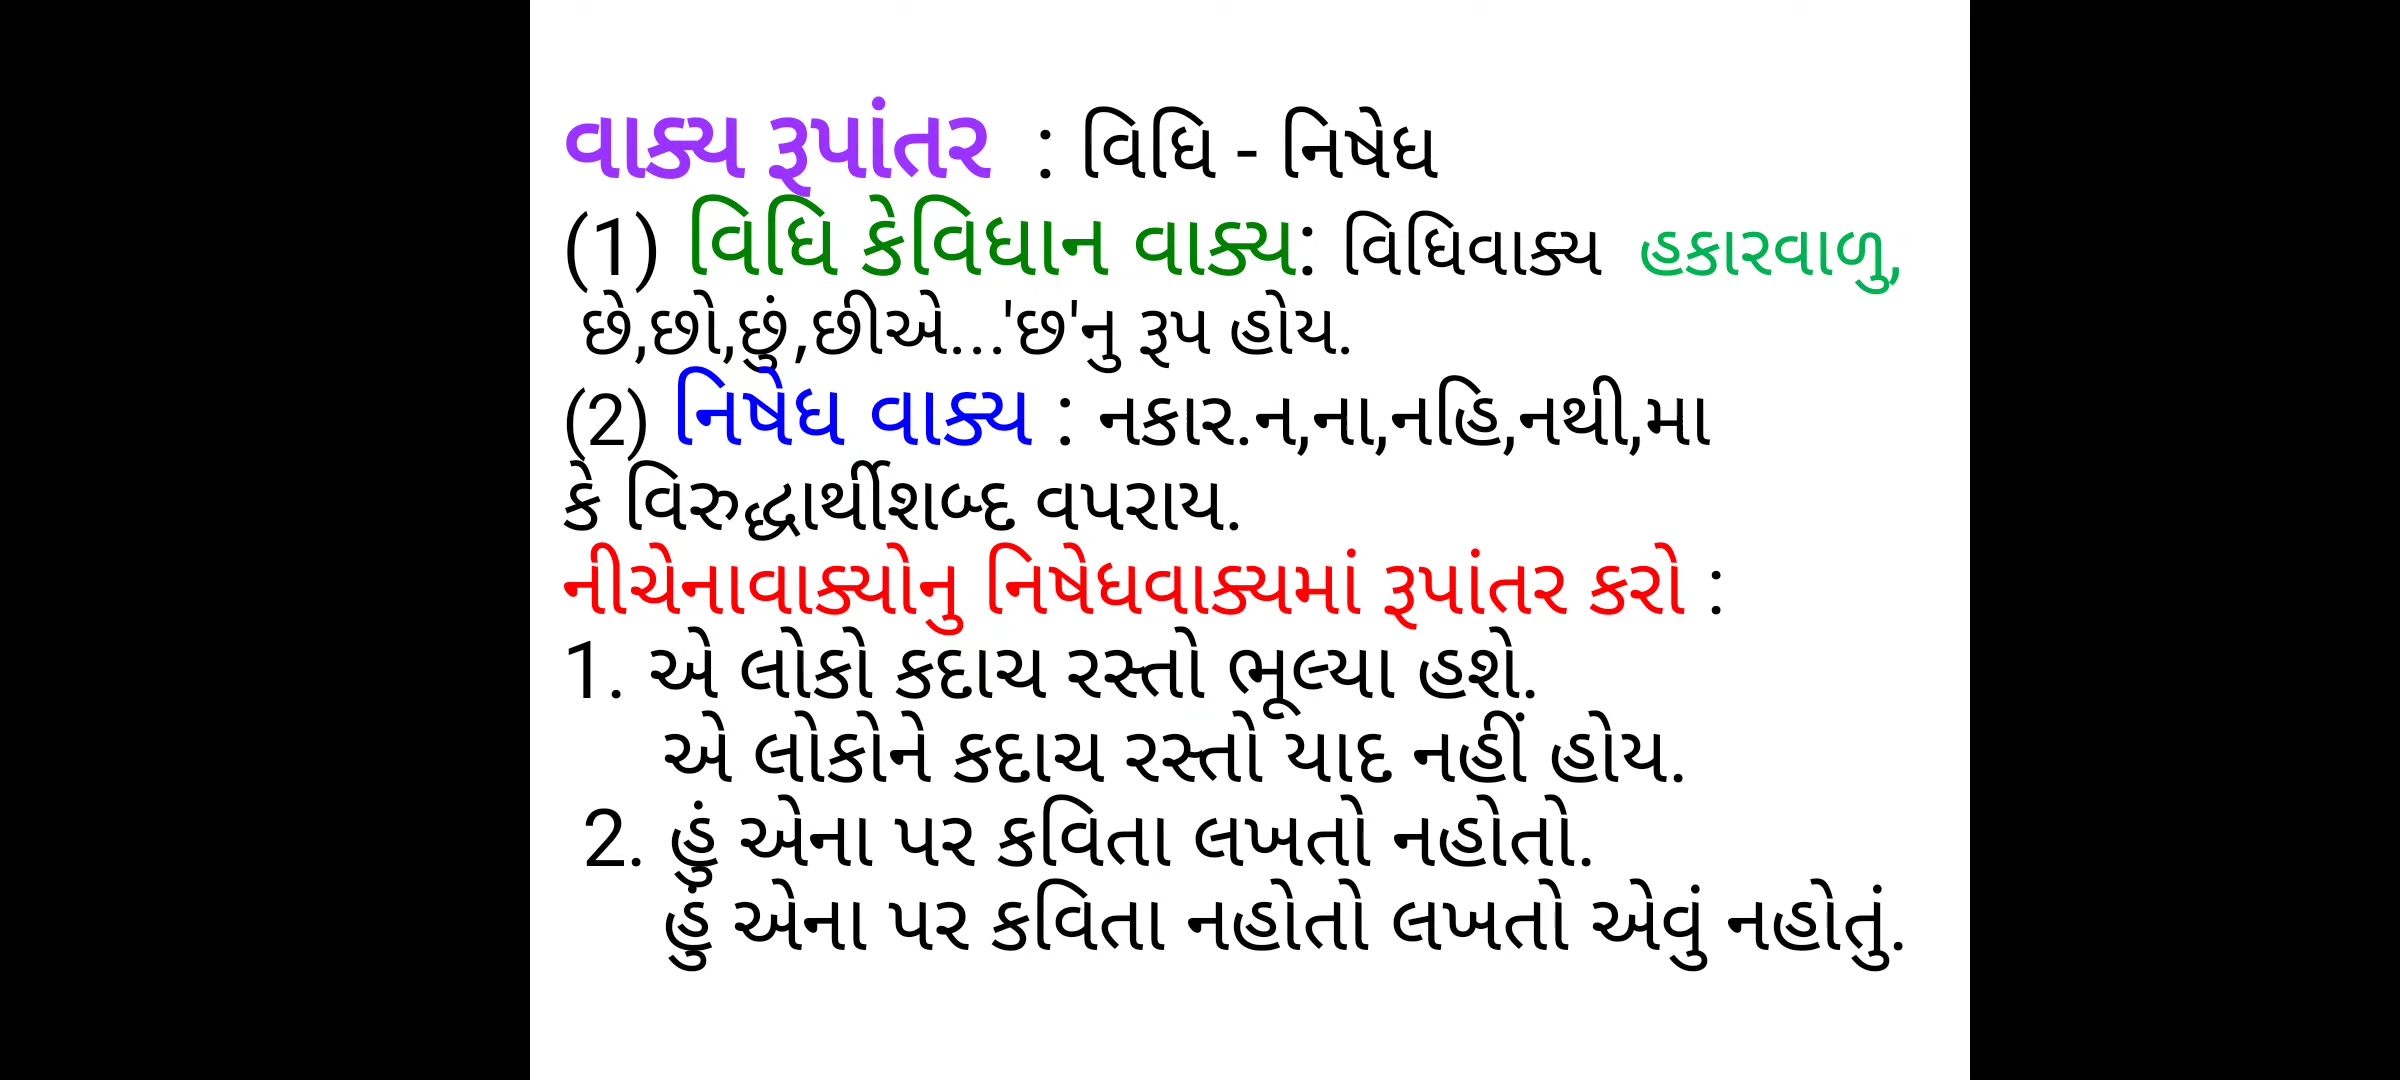 વાક્ય રૂપાંતર : વિધિ - નિષેધ
(1) વિધિ કેવિધાન વાક્ય: વિધિવાક્ય હકારવાળુ,
છે,છો,છું,છીએ...'છ'નુ રૂપ હોય.
(2) નિષેધ વાક્ય : નકાર.ન,ના,નહિ,નથી,મા
કે વિરુદ્ધાર્થીશબ્દ વપરાય.
નીચેનાવાક્યોનુ નિષેધવાક્યમાં રૂપાંતર કરો :
1. એ લોકો કદાચ રસ્તો ભૂલ્યા હશે.
એ લોકોને કદાચ રસ્તો યાદ નહીં હોય.
2. હું એના પર કવિતા લખતો નહોતો.
હું એના પર કવિતા નહોતો લખતો એવું નહોતું.